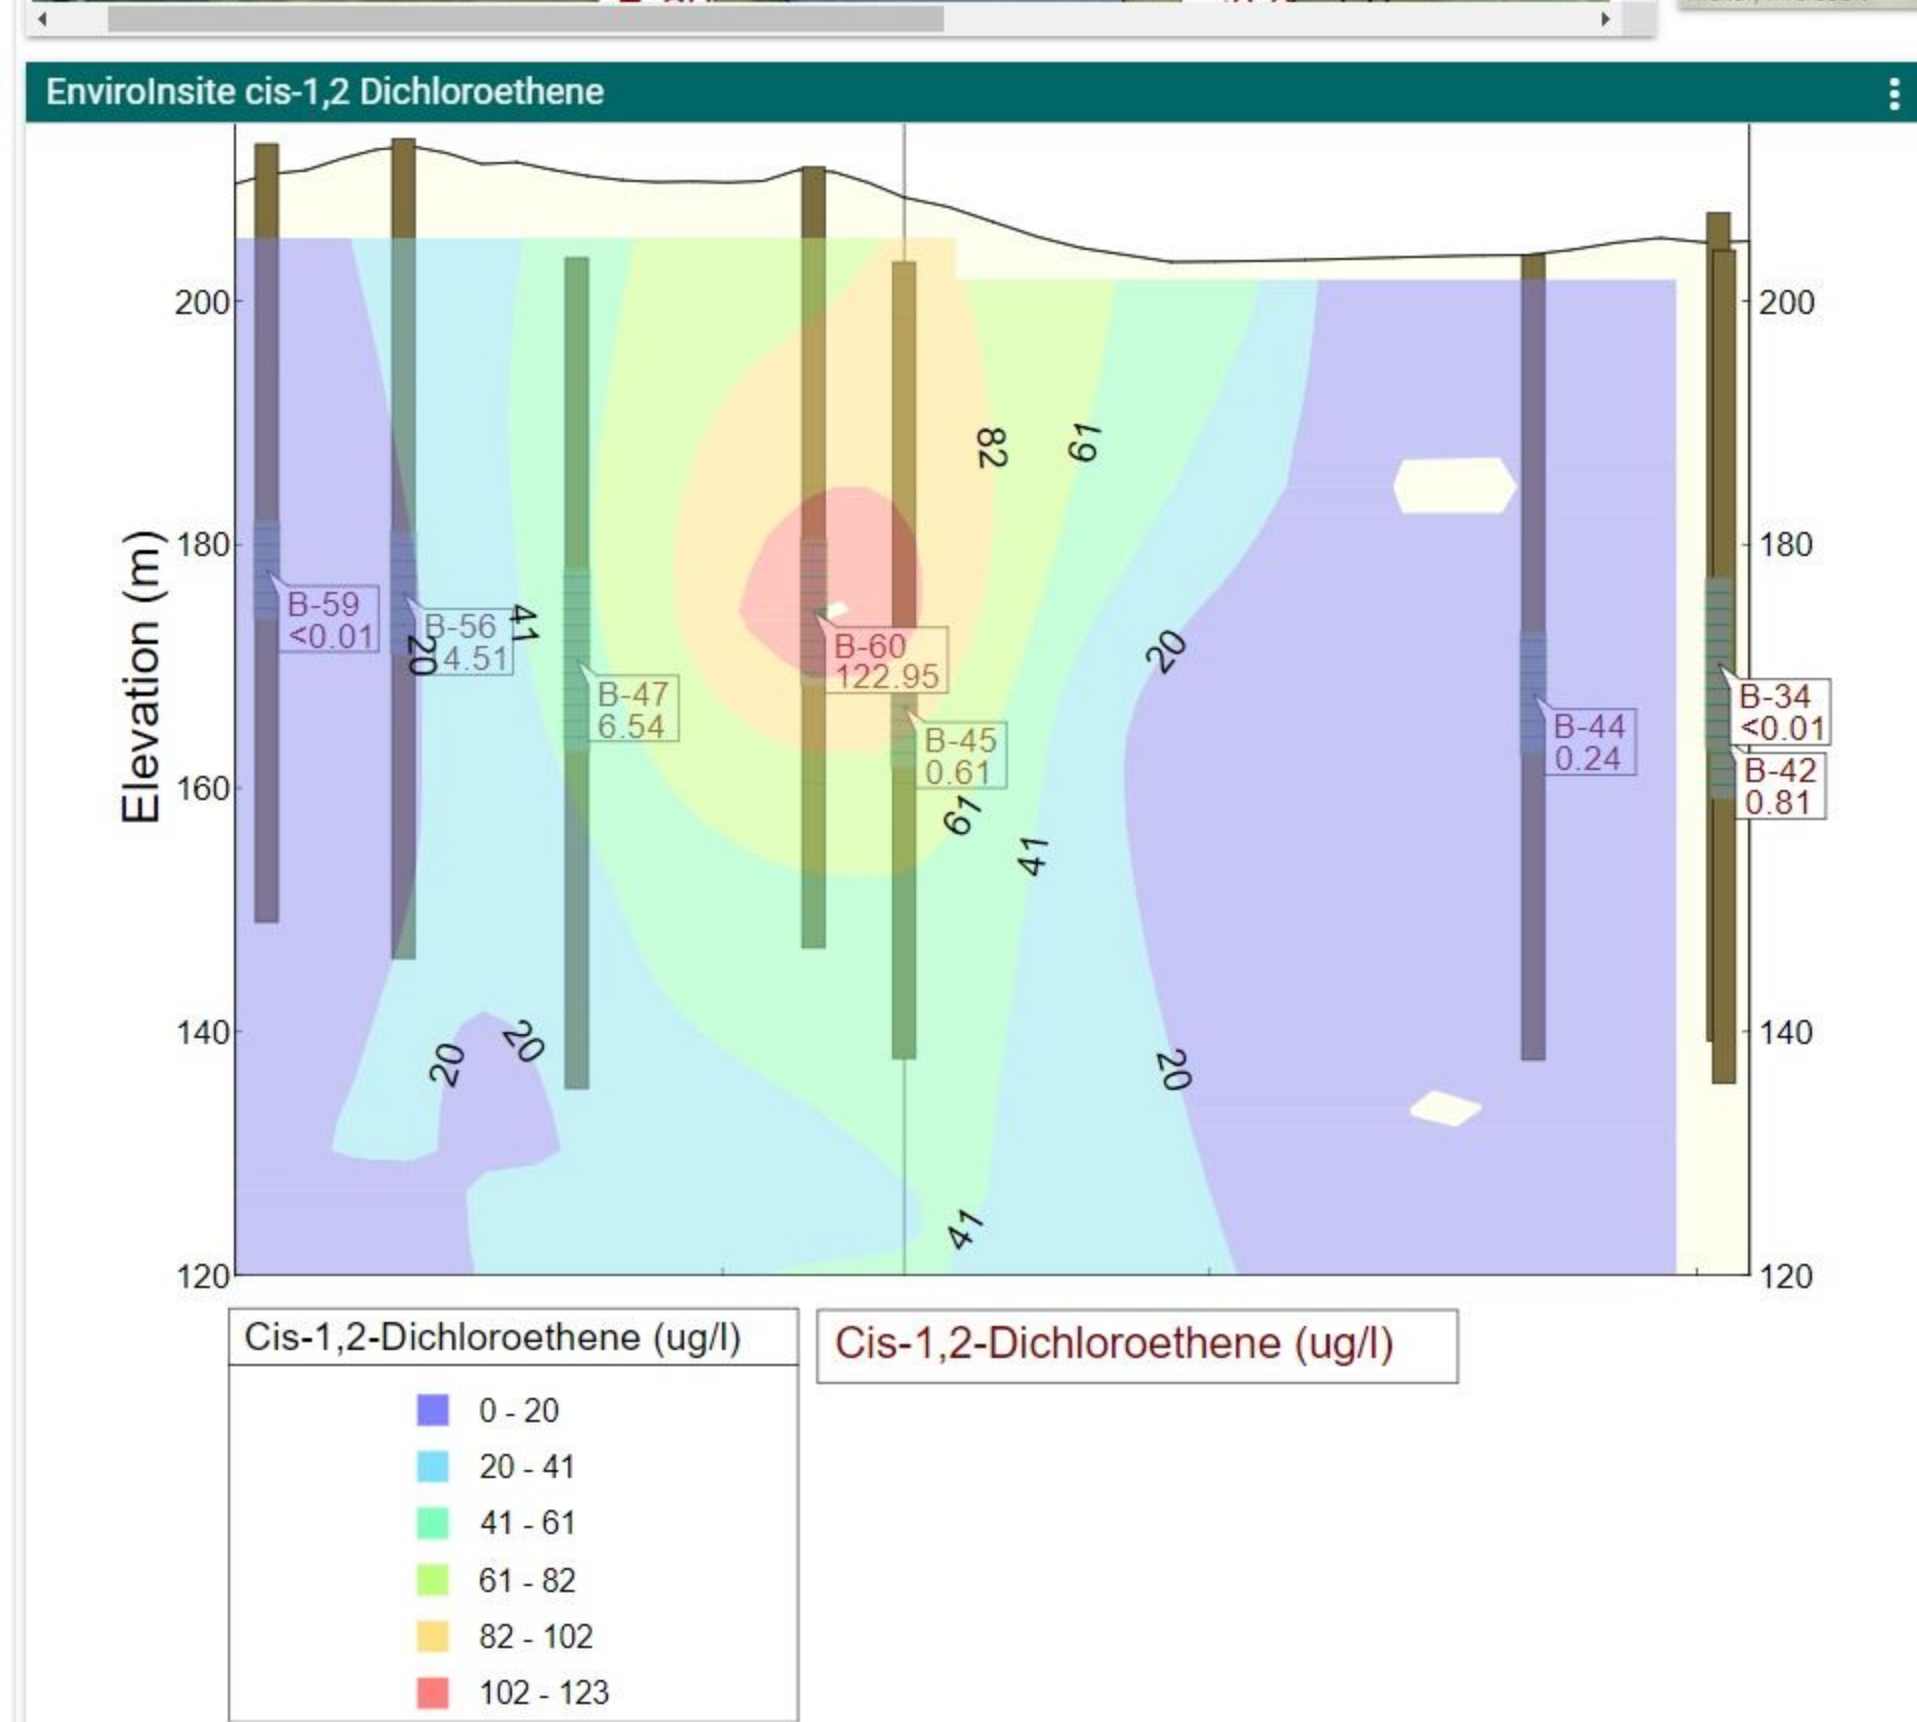 EnviroInsite cis-1,2 Dichloroethene
Elevation (m)
200
180
160
140
120
200
180
140
120
B-59
<0.01
B-56
4.51
B-47
6.54
B-60
122.95
B-45
0.61
B-44
0.24
B-34
<0.01
B-42
0.81
82
61
41
20
20
61
41
20
20
20
41
Cis-1,2-Dichloroethene (ug/l)
0 - 20
20 - 41
41 - 61
61 - 82
82 - 102
102 - 123
Cis-1,2-Dichloroethene (ug/l)